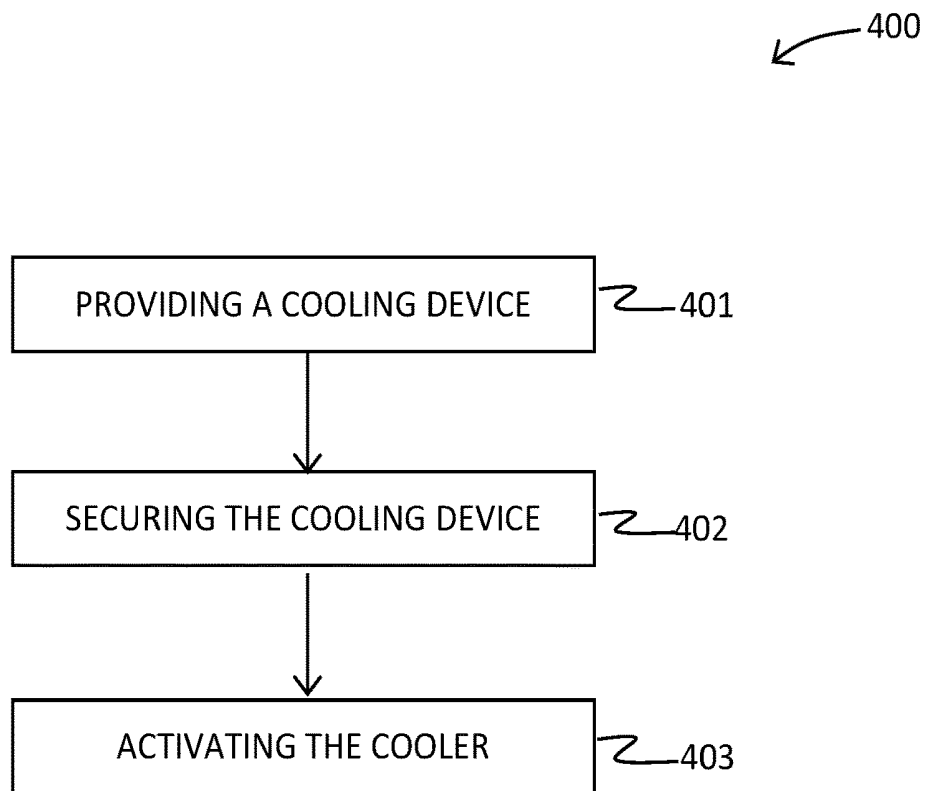 400
PROVIDING A COOLING DEVICE
401
SECURING THE COOLING DEVICE
402
ACTIVATING THE COOLER
403